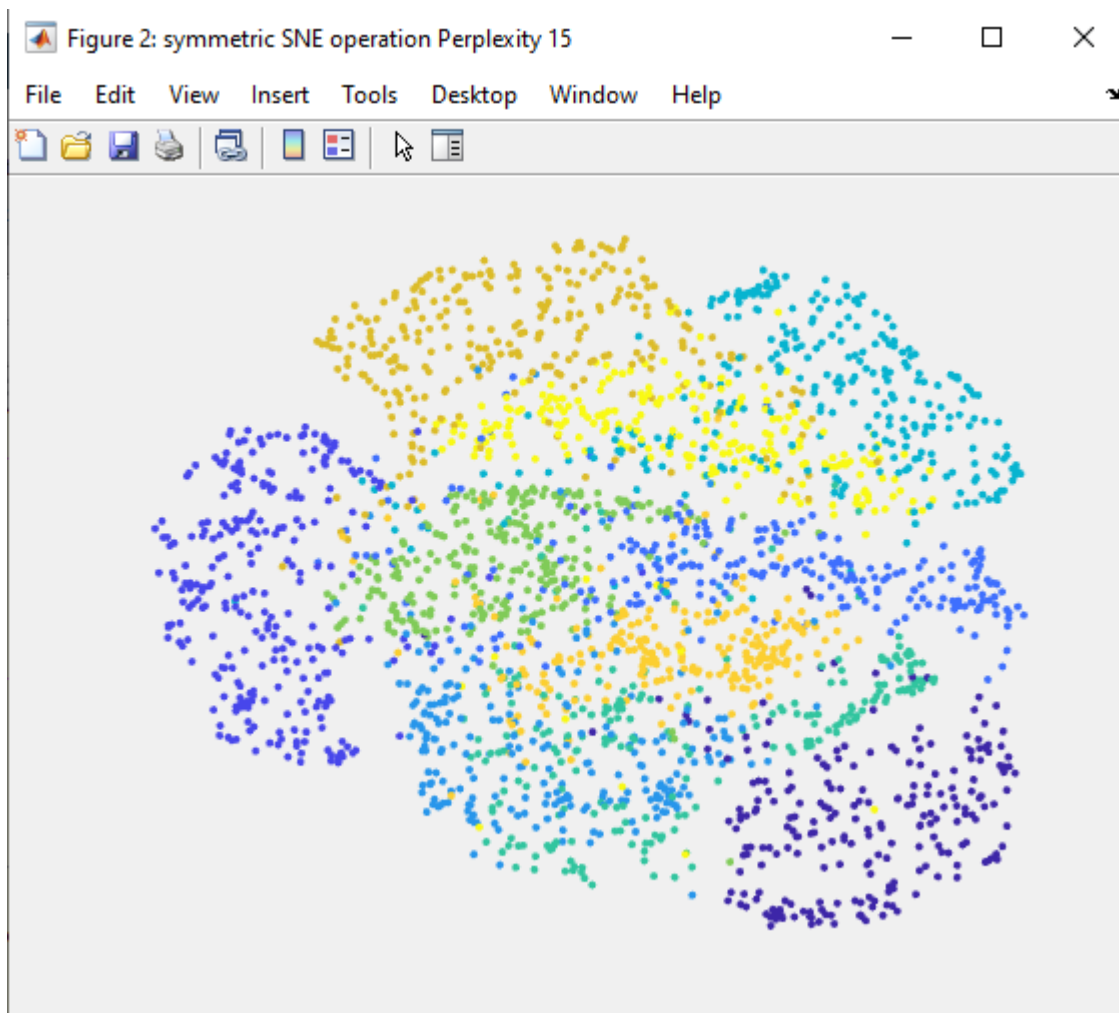 Figure 2: symmetric SNE operation Perplexity 15
File Edit View Insert Tools Desktop Window Help